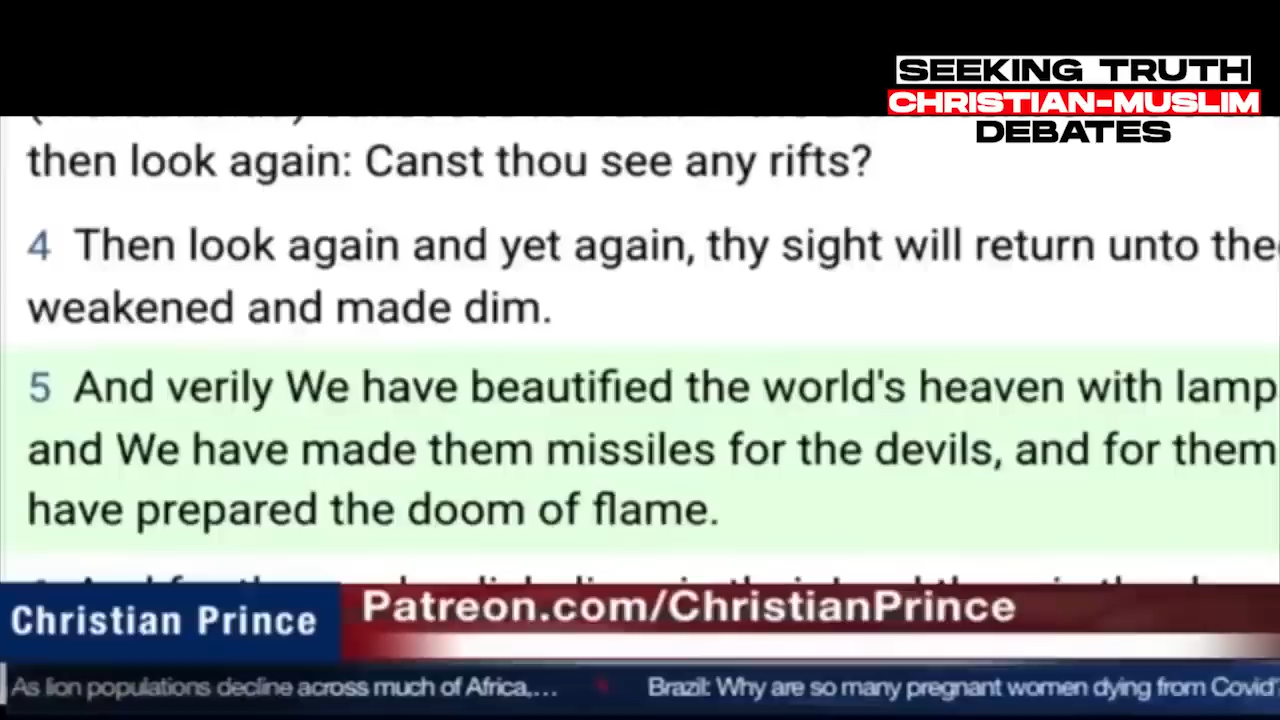 SEEKING TRUTH
CHRISTIAN-MUSLIM
DEBATES
then look again: Canst thou see any rifts?
4 Then look again and yet again, thy sight will return unto the
weakened and made dim.
5 And verily We have beautified the world's heaven with lamp
and We have made them missiles for the devils, and for them
have prepared the doom of flame.
Christian Prince
Patreon.com/ChristianPrince
As lion populations decline across much of Africa,...
Brazil: Why are so many pregnant women dying from Covid?